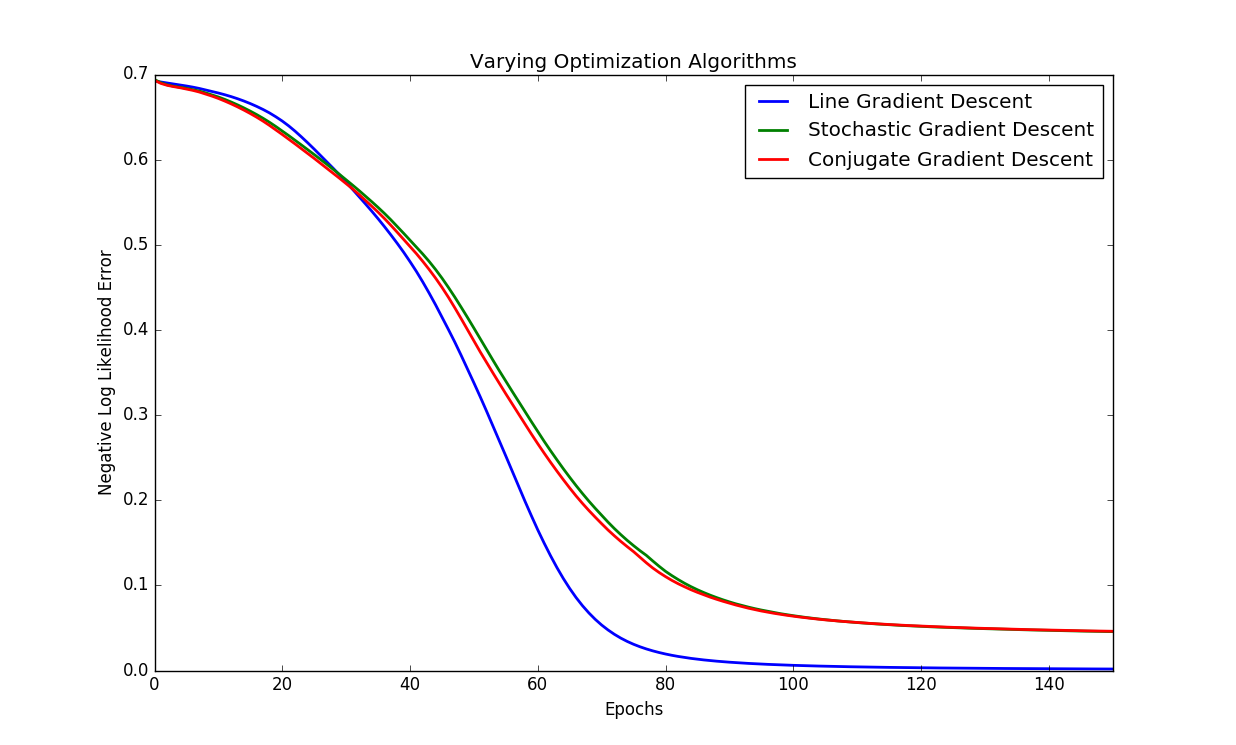 Varying Optimization Algorithms
Line Gradient Descent
Stochastic Gradient Descent
Conjugate Gradient Descent
Negative Log Likelihood Error
0.7
0.6
0.5
0.4
0.3
0.2
0.1
0.0
0 20 40 60 80 100 120 140
Epochs